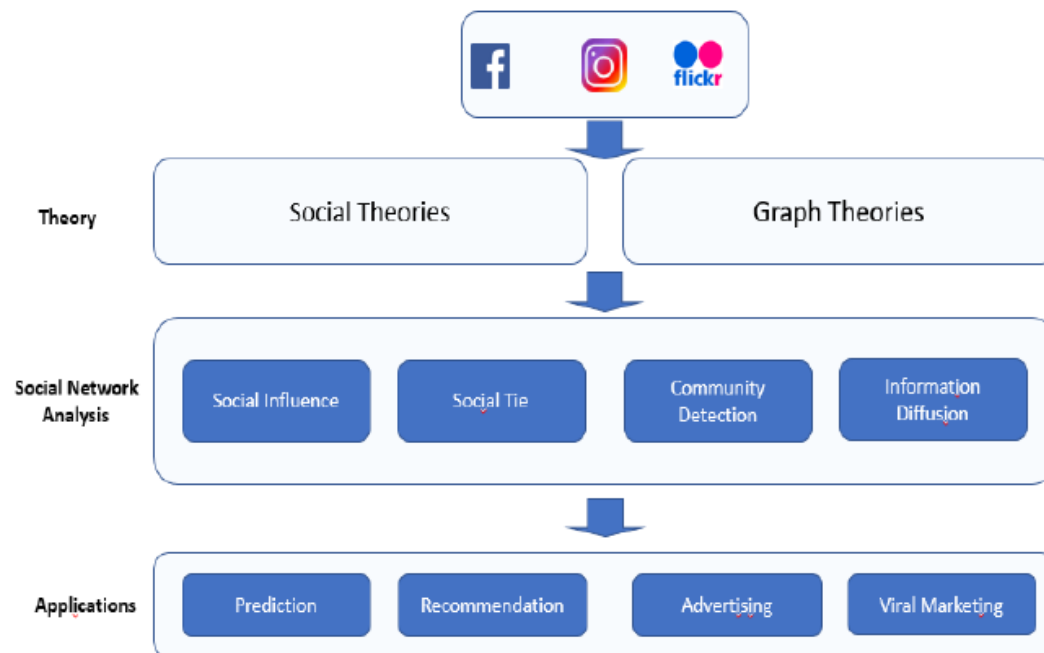 flickr
Theory
Social Theories
Graph Theories
Social Network
Analysis
Social Influence
Social Tie
Community
Detection
Information
Diffusion
Applications
Prediction
Recommendation
Advertising
Viral Marketing